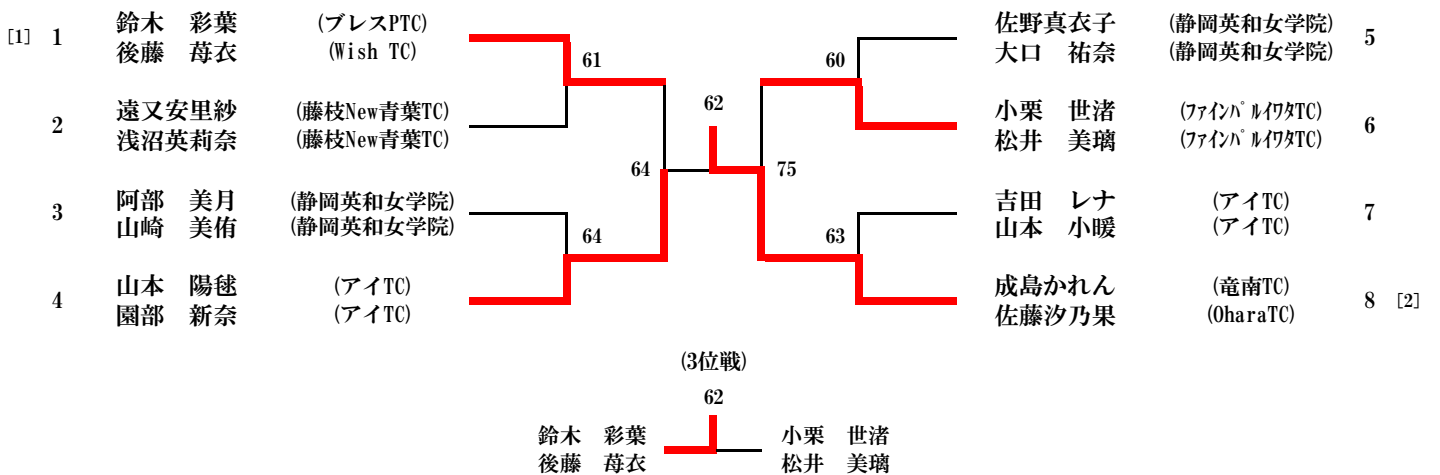 [1] 1 鈴木　彩葉 (ブレスPTC)
後藤　苺衣 (Wish TC)
61
2 遠又安里紗 (藤枝New青葉TC)
浅沼英莉奈 (藤枝New青葉TC)
64
3 阿部　美月 (静岡英和女学院)
山崎　美侑 (静岡英和女学院)
64
4 山本　陽毬 (アイTC)
園部　新奈 (アイTC)
62
佐野真衣子 (静岡英和女学院) 5
大口　祐奈 (静岡英和女学院)
60
小栗　世渚 (ﾌｧｲﾝﾊﾟﾙｲﾜﾀTC) 6
松井　美璃 (ﾌｧｲﾝﾊﾟﾙｲﾜﾀTC)
75
吉田　レナ (アイTC) 7
山本　小暖 (アイTC)
63
成島かれん (竜南TC) 8 [2]
佐藤汐乃果 (OharaTC)
(3位戦)
62
鈴木　彩葉 小栗　世渚
後藤　苺衣 松井　美璃